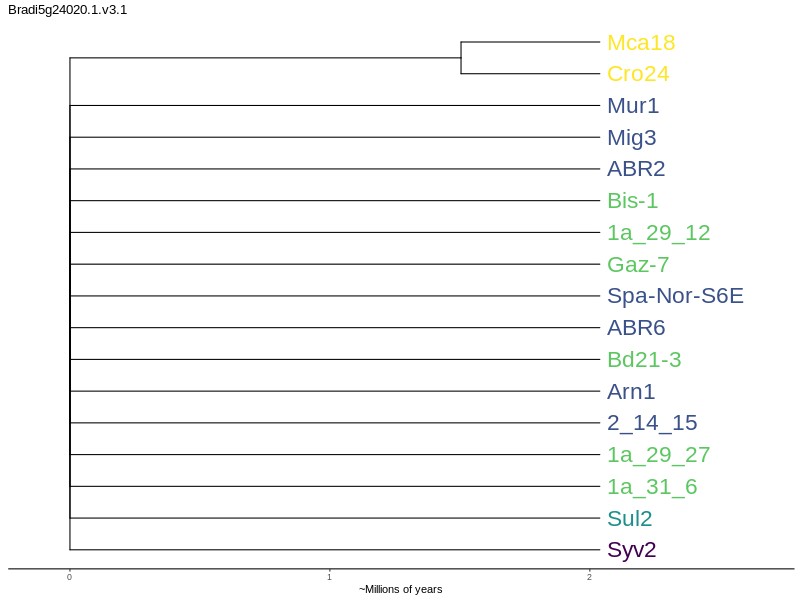 Bradi5g24020.1.v3.1
Mca18
Cro24
Mur1
Mig3
ABR2
Bis-1
1a_29_12
Gaz-7
Spa-Nor-S6E
ABR6
Bd21-3
Arn1
2_14_15
1a_29_27
1a_31_6
Sul2
Syv2
0 1 2
~Millions of years